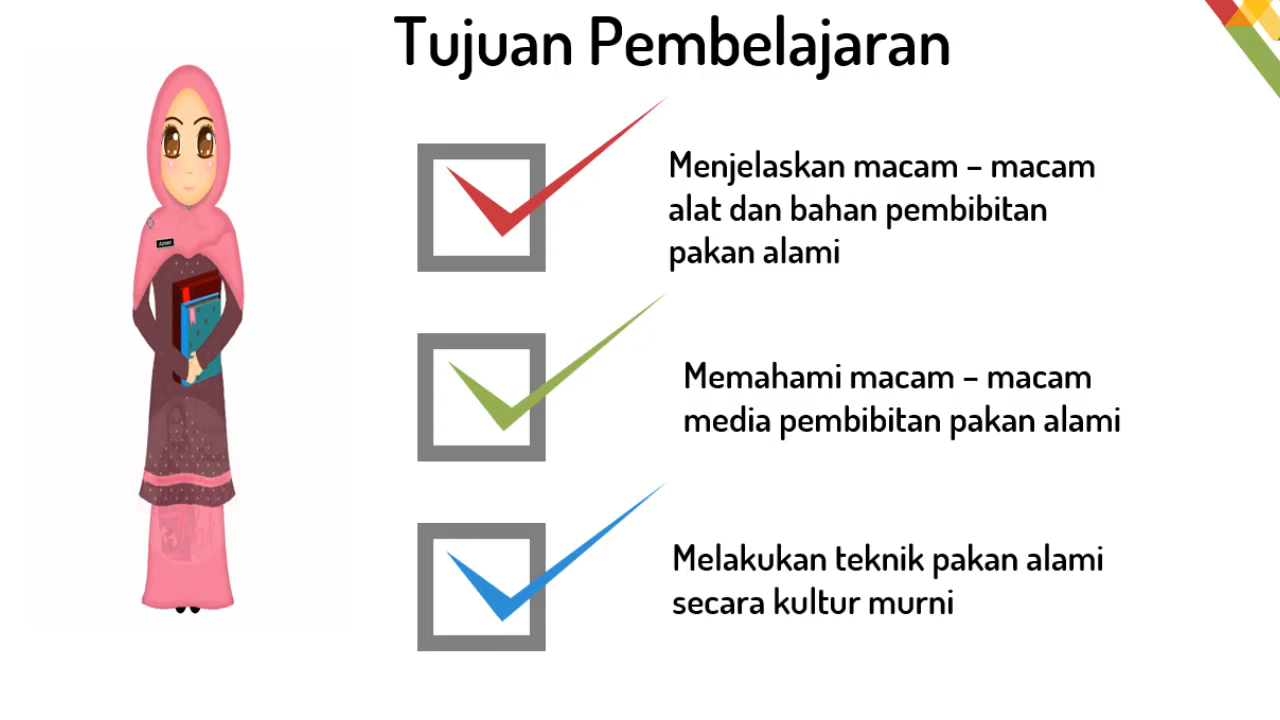 Tujuan Pembelajaran
Menjelaskan macam – macam
alat dan bahan pembibitan
pakan alami
Memahami macam – macam
media pembibitan pakan alami
Melakukan teknik pakan alami
secara kultur murni